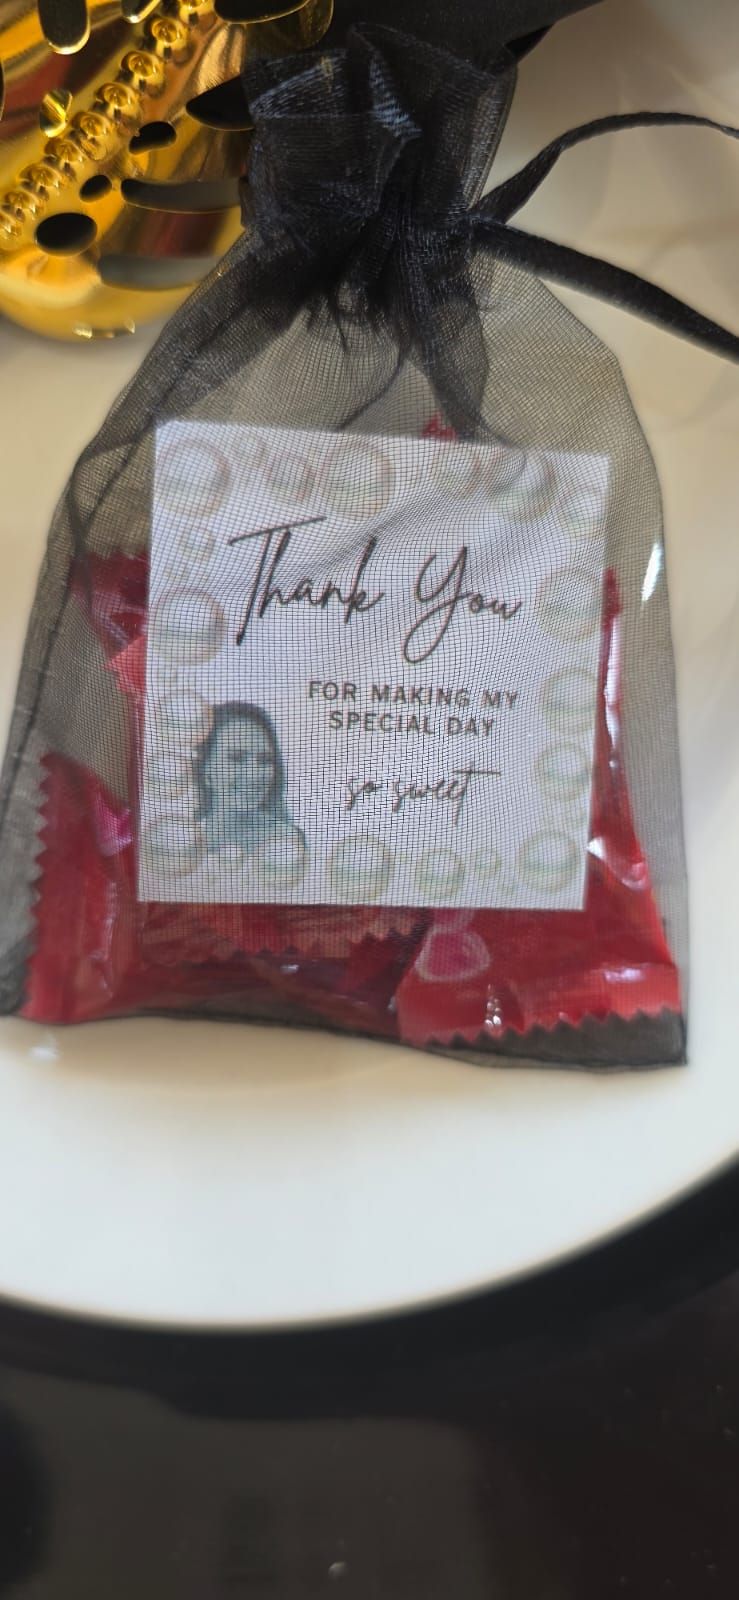 Thank You
FOR MAKING MY
SPECIAL DAY
so sweet